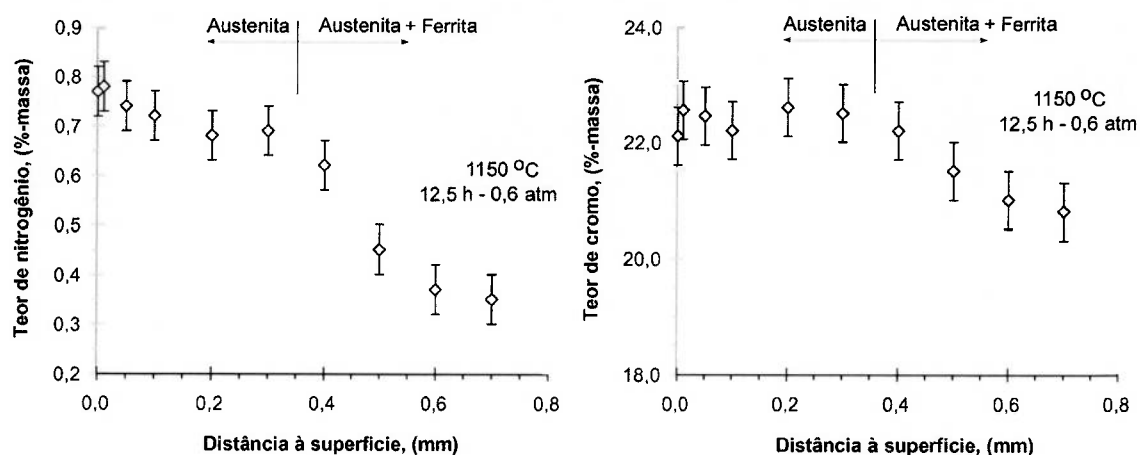 Austenita
Austenita + Ferrita
Teor de nitrogênio, (%-massa)
0,9
0,8
0,7
0,6
0,5
0,4
0,3
0,2
1150 ºC
12,5 h - 0,6 atm
0,0
0,2
0,4
0,6
0,8
Distância à superficie, (mm)
Austenita
Austenita + Ferrita
Teor de cromo, (%-massa)
24,0
22,0
20,0
18,0
1150 ºC
12,5 h - 0,6 atm
0,0
0,2
0,4
0,6
0,8
Distância à superficie, (mm)